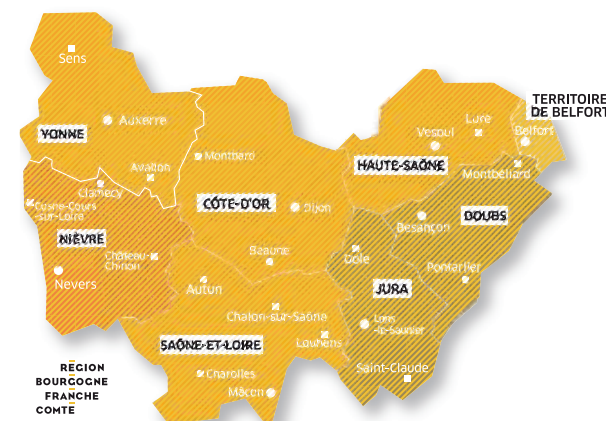 Sens
TERRITOIRE
DE BELFORT
Auxerre
YONNE
Lure
Vesoul
Belfort
Avallon
Montbard
HAUTE-SAÔNE
Montbéliard
Clamecy
Cosne-Cours
-sur-Loire
CÔTE-D'OR
Dijon
Besançon
DOUBS
NIÈVRE
Château-
Chinon
Beaune
Dole
Pontarlier
Nevers
Autun
JURA
Chalon-sur-Saône
Lons
-le-Saunier
SAÔNE-ET-LOIRE
Louhans
Charolles
Saint-Claude
Mâcon
RÉGION
BOURGOGNE
FRANCHE
COMTE